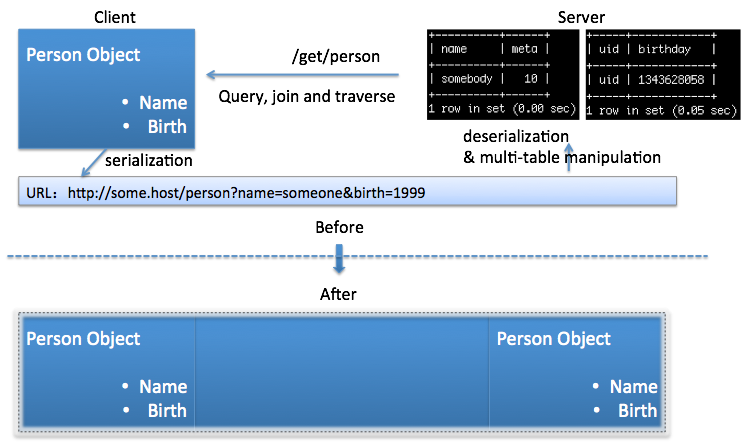 Client
Server
Person Object
• Name
• Birth
/get/person
Query, join and traverse
+----------+------+
| name     | meta |
+----------+------+
| somebody |   10 |
+----------+------+
1 row in set (0.00 sec)
+-----+------------+
| uid | birthday   |
+-----+------------+
| uid | 1343628058 |
+-----+------------+
1 row in set (0.05 sec)
serialization
deserialization
& multi-table manipulation
URL: http://some.host/person?name=someone&birth=1999
Before
After
Person Object
• Name
• Birth
Person Object
• Name
• Birth